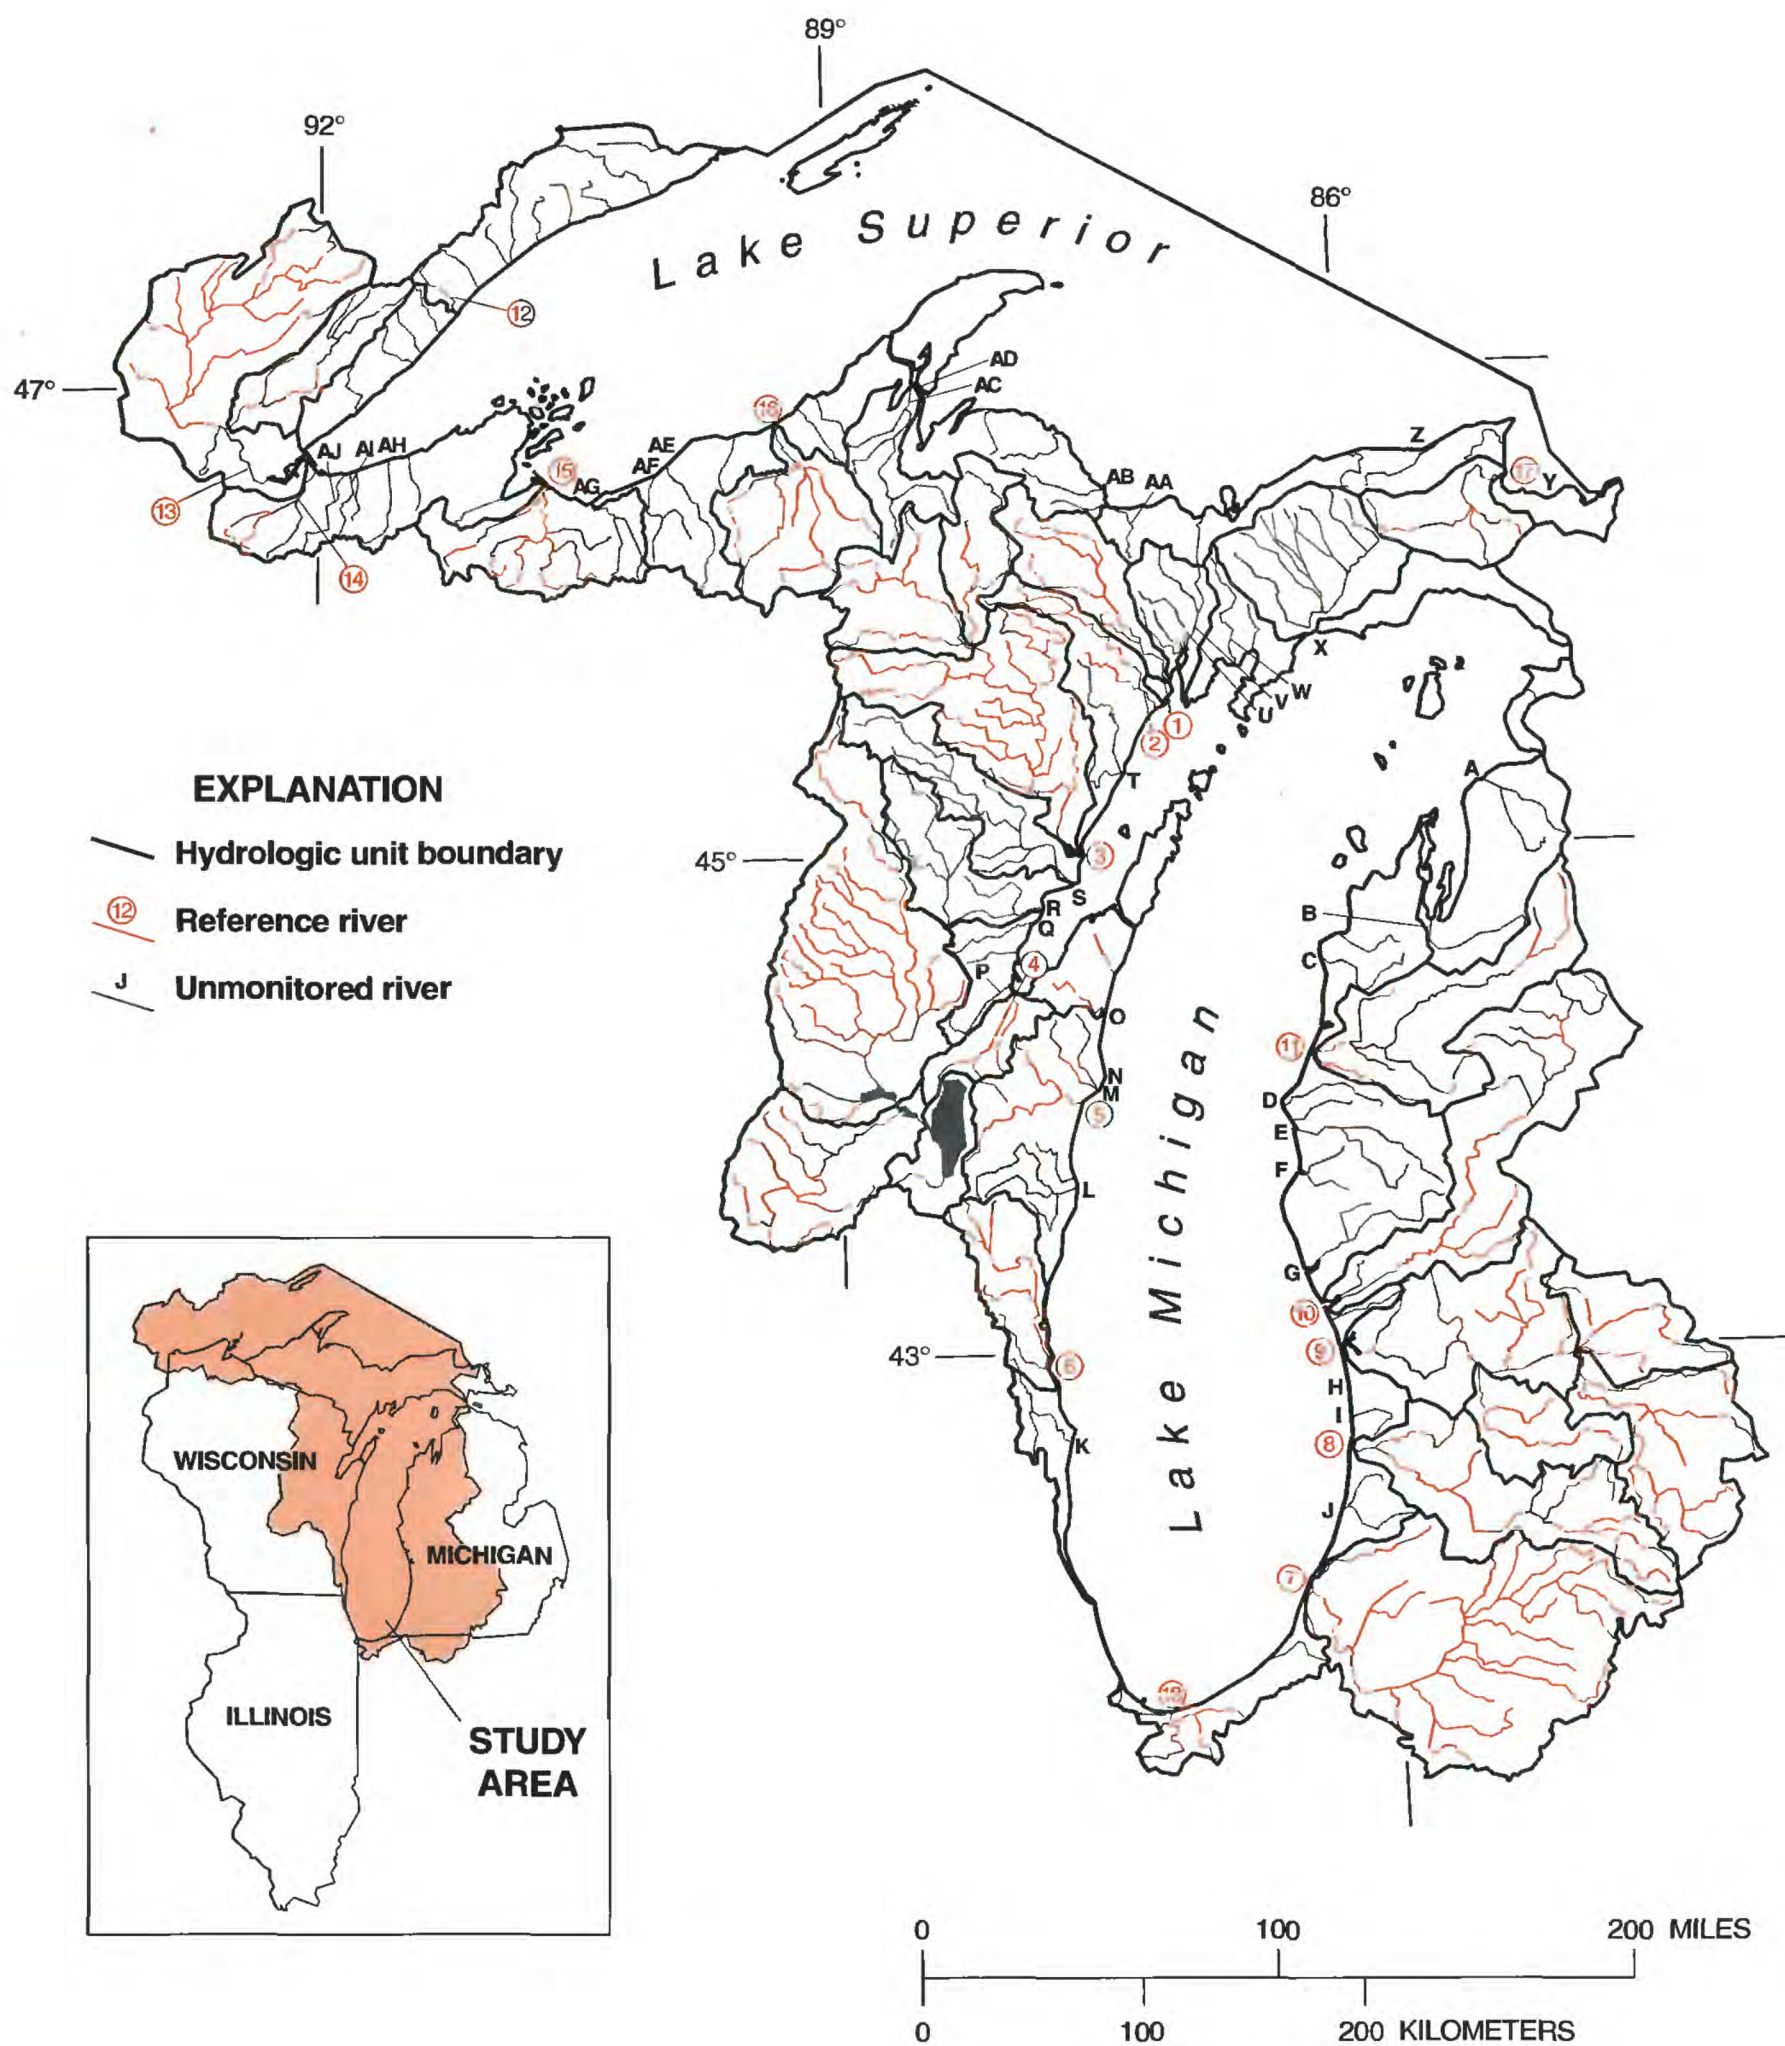 89°
92°
86°
Lake Superior
12
47°
AD
AC
16
Z
AJ AI AH
AE
AF
15
AG
AB AA
17 Y
13
14
X
W
V
U
1
2
T
A
EXPLANATION
Hydrologic unit boundary
12 Reference river
J Unmonitored river
45°
3
S
R
Q
B
C
P
4
O
11
N
M
5
D
E
F
L
Lake Michigan
G
10
43°
6
9
H
I
8
K
J
7
18
WISCONSIN
MICHIGAN
ILLINOIS
STUDY
AREA
0 100 200 MILES
0 100 200 KILOMETERS